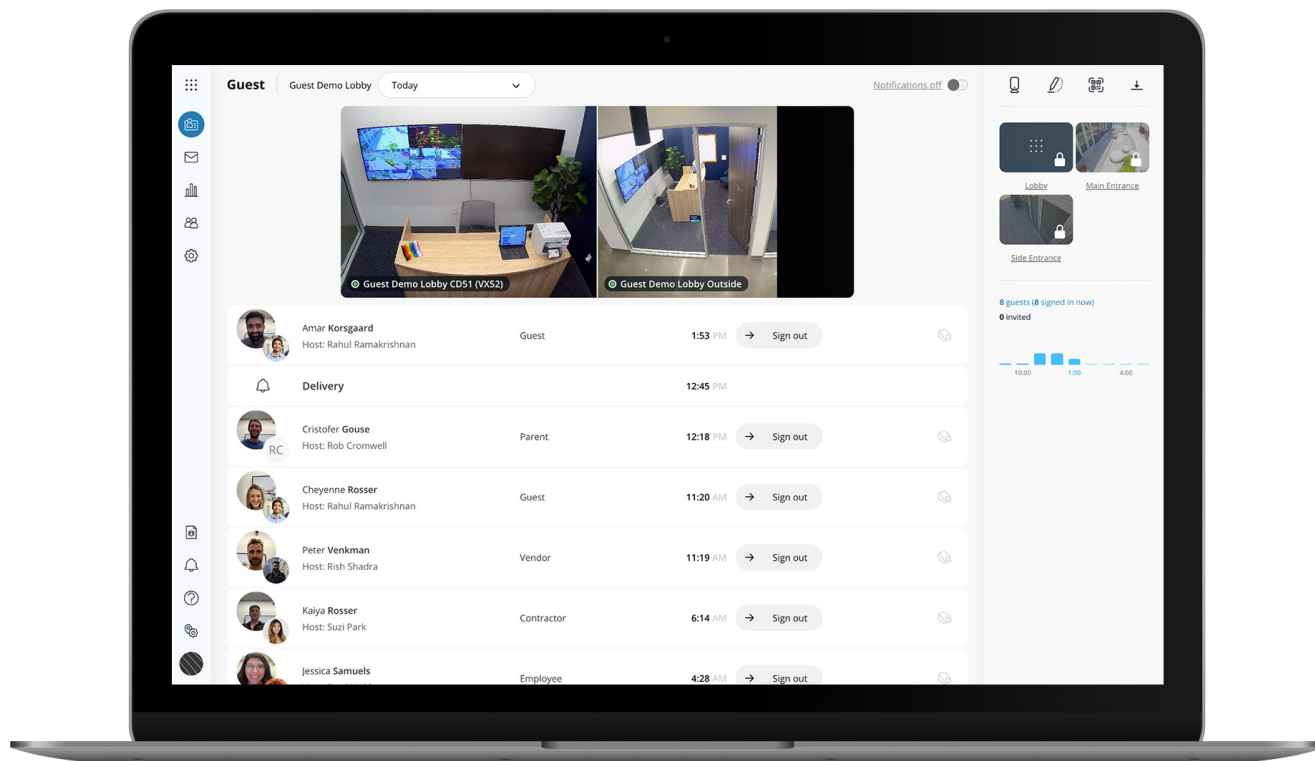 Guest
Guest Demo Lobby
Today
Notifications off
Guest Demo Lobby CD51 (VX52)
Guest Demo Lobby Outside
Lobby
Main Entrance
Side Entrance
8 guests (8 signed in now)
0 invited
10:00 1:00 4:00
Amar Korsgaard
Host: Rahul Ramakrishnan
Guest
1:53 PM
Sign out
Delivery
12:45 PM
RC
Cristofer Gouse
Host: Rob Cromwell
Parent
12:18 PM
Sign out
Cheyenne Rosser
Host: Rahul Ramakrishnan
Guest
11:20 AM
Sign out
Peter Venkman
Host: Rish Shadra
Vendor
11:19 AM
Sign out
Kaiya Rosser
Host: Suzi Park
Contractor
6:14 AM
Sign out
Jessica Samuels
Employee
4:28 AM
Sign out